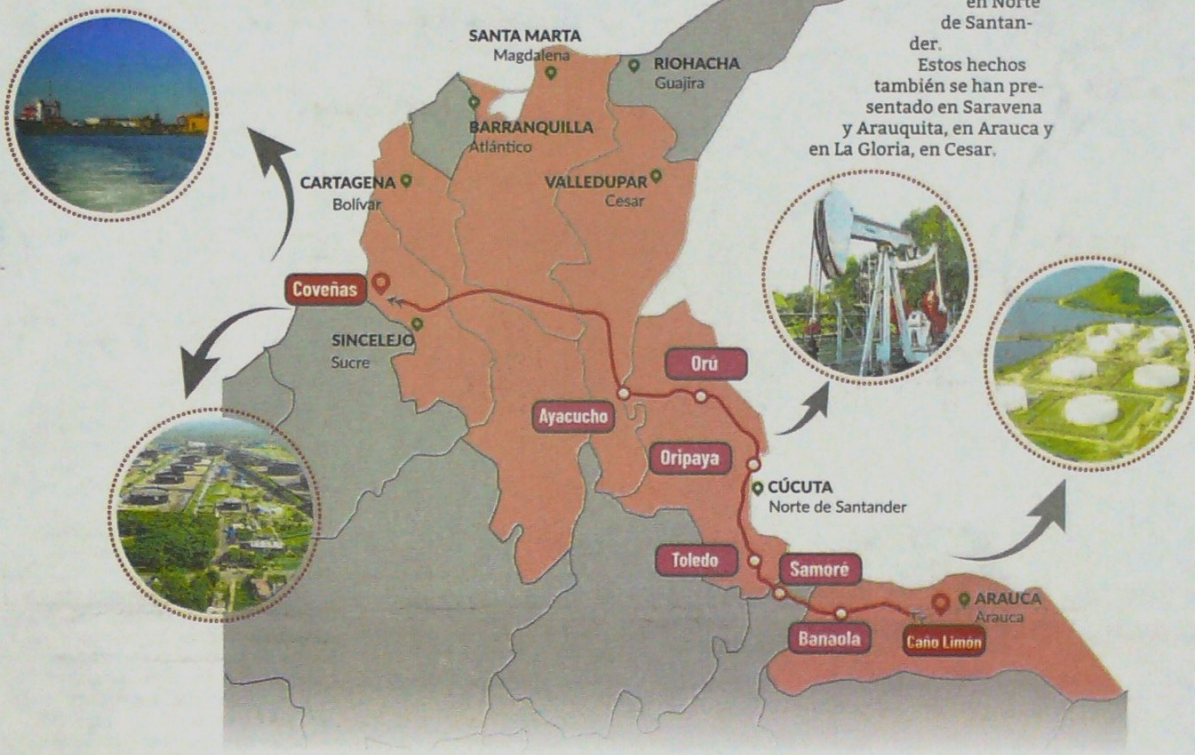 en Norte
de Santan-
der.
Estos hechos
también se han pre-
sentado en Saravena
y Arauquita, en Arauca y
en La Gloria, en Cesar.
SANTA MARTA
Magdalena
RIOHACHA
Guajira
BARRANQUILLA
Atlántico
CARTAGENA
Bolívar
VALLEDUPAR
Cesar
Coveñas
SINCELEJO
Sucre
Orú
Ayacucho
Oripaya
CÚCUTA
Norte de Santander
Toledo
Samoré
ARAUCA
Arauca
Banaola
Caño Limón